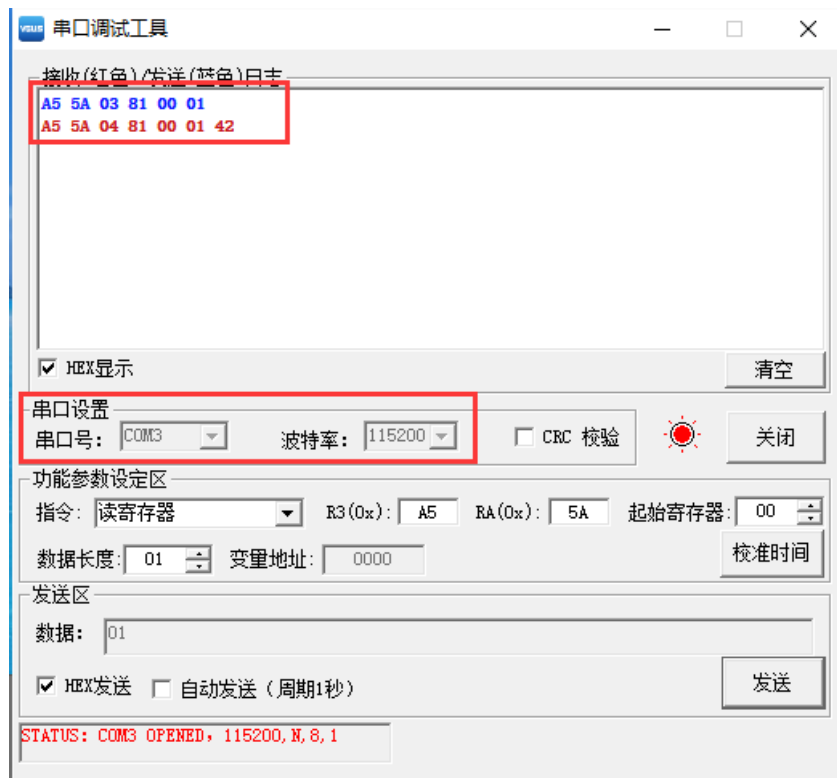 VGUS 串口调试工具
接收(红色)/发送(蓝色)日志
A5 5A 03 81 00 01
A5 5A 04 81 00 01 42
HEX显示 清空
串口设置
串口号: COM3 波特率: 115200 CRC 校验 关闭
功能参数设定区
指令: 读寄存器 R3(0x): A5 RA(0x): 5A 起始寄存器: 00
数据长度: 01 变量地址: 0000 校准时间
发送区
数据: 01
HEX发送 自动发送(周期1秒) 发送
STATUS: COM3 OPENED, 115200,N,8,1